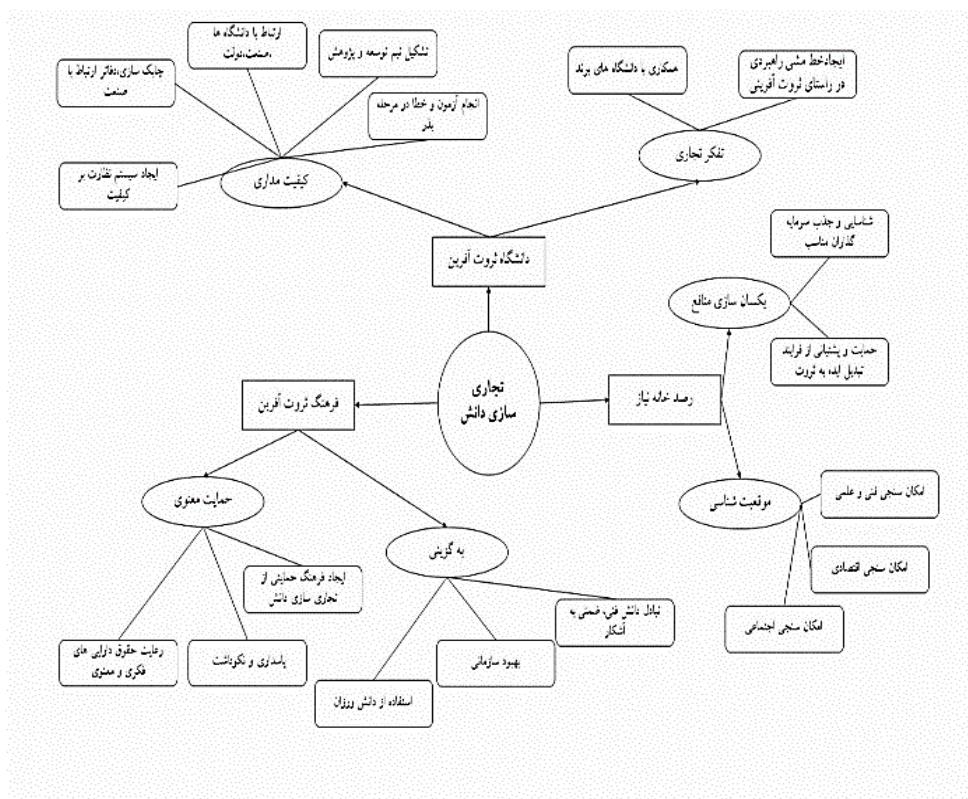 ارتباط با دانشگاه ها
،صنعت،دولت
تشکیل تیم توسعه و پژوهش
چابک سازی،دفاتر ارتباط با
صنعت
انجام آزمون و خطا در مرحله
بذر
ایجاد سیستم نظارت بر
کیفیت
کیفیت مداری
ایجادخط مشی راهبردی
در راستای ثروت آفرینی
همکاری با دانشگاه های برند
تفکر تجاری
دانشگاه ثروت آفرین
شناسایی و جذب سرمایه
گذاران مناسب
یکسان سازی منافع
حمایت و پشتیبانی از فرایند
تبدیل ایده به ثروت
تجاری
سازی دانش
رصد خانه نیاز
فرهنگ ثروت آفرین
موقعیت شناسی
امکان سنجی فنی و علمی
امکان سنجی اقتصادی
امکان سنجی اجتماعی
حمایت معنوی
به گزینی
ایجاد فرهنگ حمایتی از
تجاری سازی دانش
پاسداری و نکوداشت
رعایت حقوق دارایی های
فکری و معنوی
تبادل دانش فنی، ضمنی به
آشکار
بهبود سازمانی
استفاده از دانش ورزان